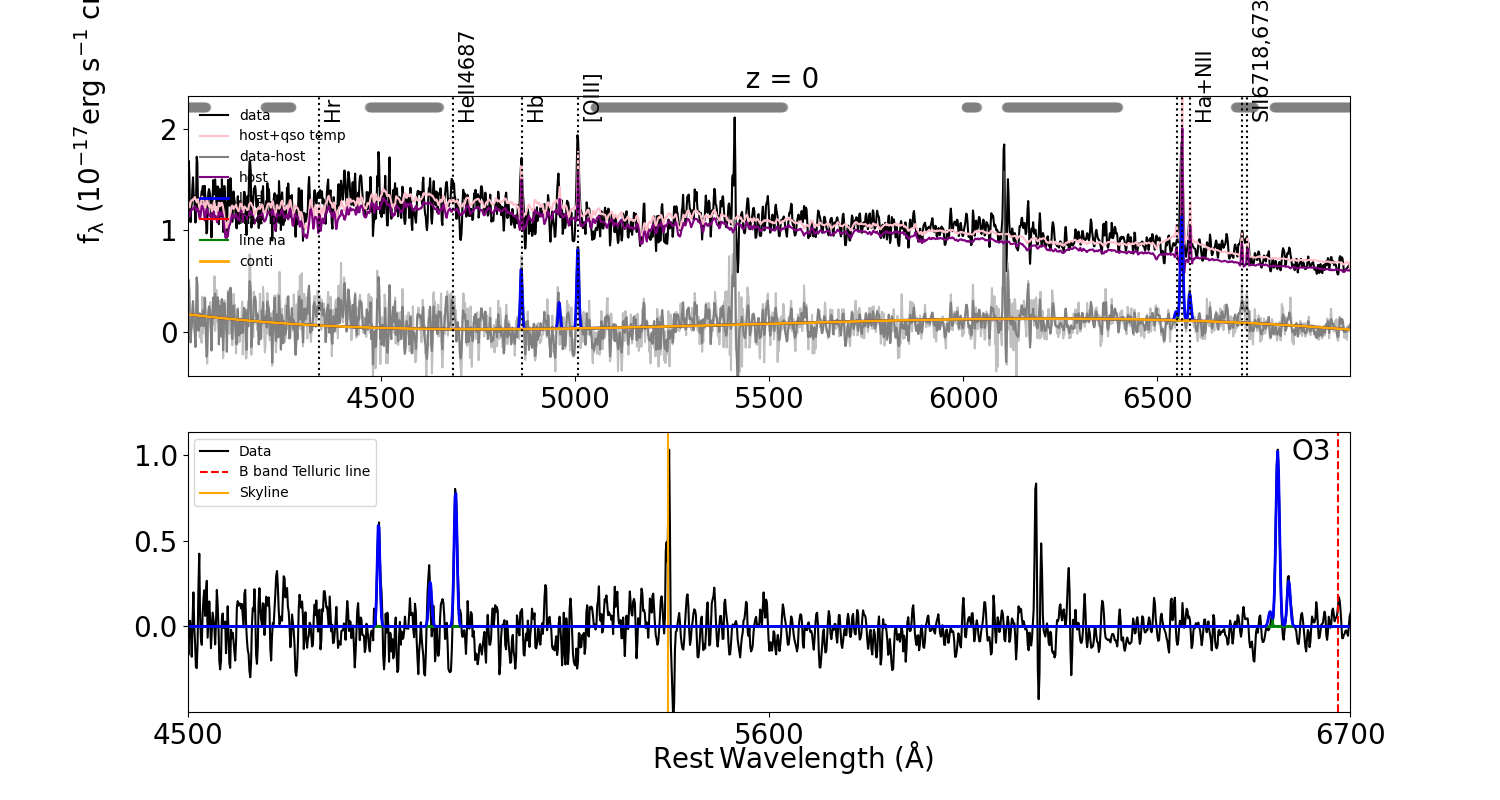 z = 0
fλ (10⁻¹⁷erg s⁻¹
Hr
HeII4687
Hb
[OIII]
Ha+NII
SII6718,673
data
host+qso temp
data-host
host
line na
conti
2
1
0
4500
5000
5500
6000
6500
Data
B band Telluric line
Skyline
O3
1.0
0.5
0.0
4500
5600
6700
Rest Wavelength (Å)